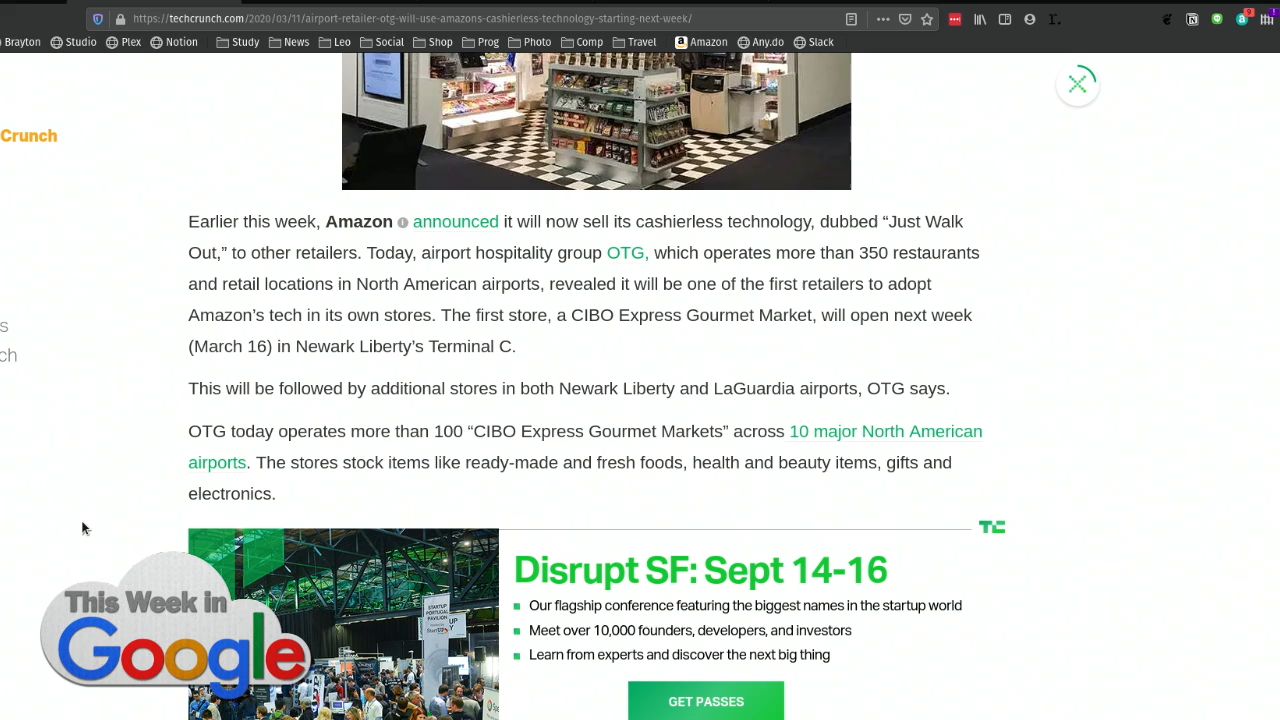 https://techcrunch.com/2020/03/11/airport-retailer-otg-will-use-amazons-cashierless-technology-starting-next-week/
9
Brayton Studio Plex Notion Study News Leo Social Shop Prog Photo Comp Travel Amazon Any.do Slack
Crunch
Earlier this week, Amazon announced it will now sell its cashierless technology, dubbed “Just Walk
Out,” to other retailers. Today, airport hospitality group OTG, which operates more than 350 restaurants
and retail locations in North American airports, revealed it will be one of the first retailers to adopt
s
Amazon’s tech in its own stores. The first store, a CIBO Express Gourmet Market, will open next week
(March 16) in Newark Liberty’s Terminal C.
ch
This will be followed by additional stores in both Newark Liberty and LaGuardia airports, OTG says.
OTG today operates more than 100 “CIBO Express Gourmet Markets” across 10 major North American
airports. The stores stock items like ready-made and fresh foods, health and beauty items, gifts and
electronics.
TC
Disrupt SF: Sept 14-16
Our flagship conference featuring the biggest names in the startup world
Meet over 10,000 founders, developers, and investors
Learn from experts and discover the next big thing
GET PASSES
STARTUP
PORTUGAL
PAVILION
This Week in
Google